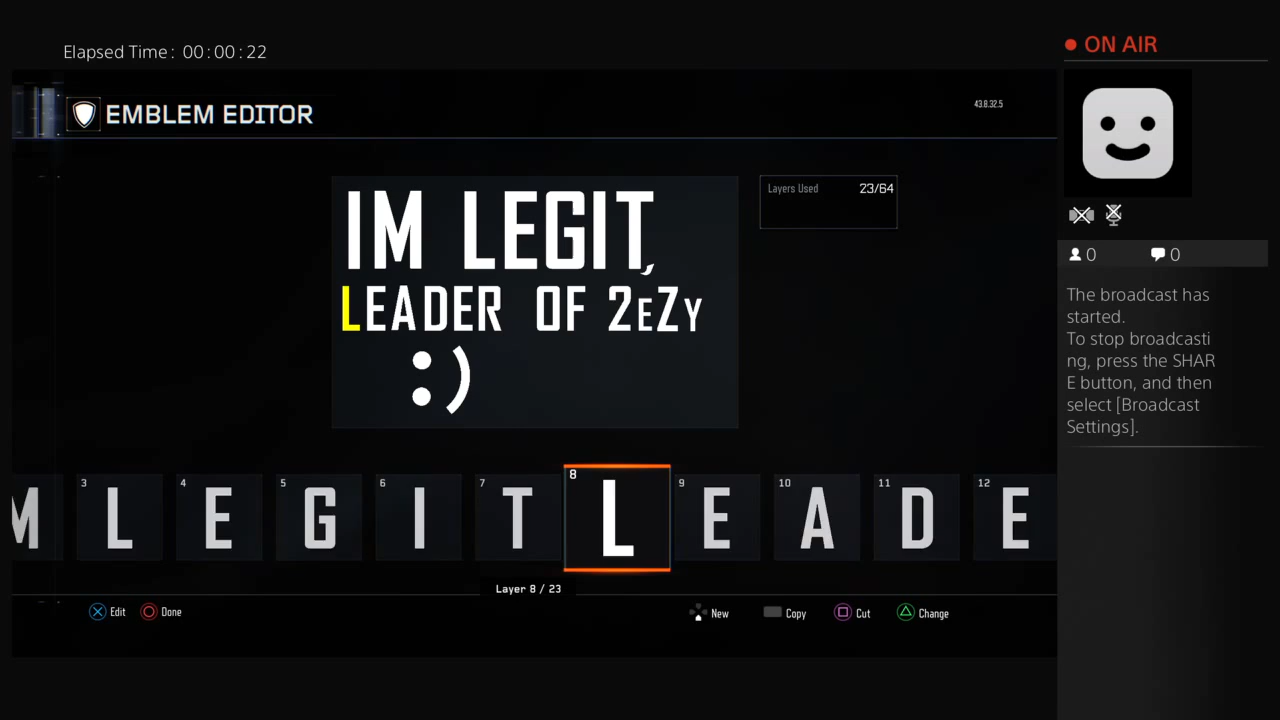 Elapsed Time: 00:00:22
ON AIR
EMBLEM EDITOR
43.8.32.5
IM LEGIT,
LEADER OF 2EZY
:)
Layers Used 23/64
0 0
The broadcast has
started.
To stop broadcasti
ng, press the SHAR
E button, and then
select [Broadcast
Settings].
3 4 5 6 7 8 9 10 11 12
M L E G I T L E A D E
Layer 8 / 23
Edit Done New Copy Cut Change